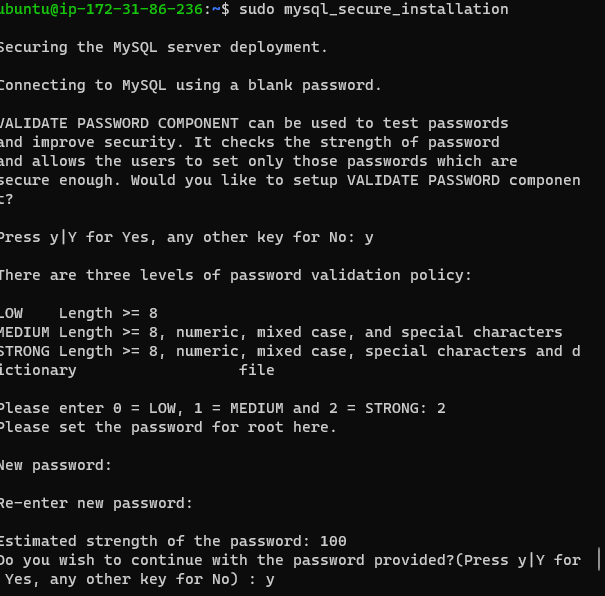 ubuntu@ip-172-31-86-236:~$ sudo mysql_secure_installation
Securing the MySQL server deployment.
Connecting to MySQL using a blank password.
VALIDATE PASSWORD COMPONENT can be used to test passwords
and improve security. It checks the strength of password
and allows the users to set only those passwords which are
secure enough. Would you like to setup VALIDATE PASSWORD componen
t?
Press y|Y for Yes, any other key for No: y
There are three levels of password validation policy:
LOW    Length >= 8
MEDIUM Length >= 8, numeric, mixed case, and special characters
STRONG Length >= 8, numeric, mixed case, special characters and d
ictionary                  file
Please enter 0 = LOW, 1 = MEDIUM and 2 = STRONG: 2
Please set the password for root here.
New password:
Re-enter new password:
Estimated strength of the password: 100
Do you wish to continue with the password provided?(Press y|Y for
 Yes, any other key for No) : y